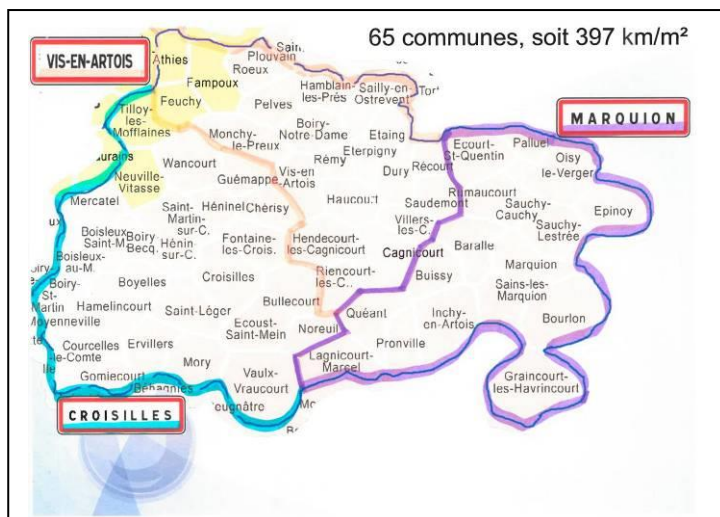 65 communes, soit 397 km/m²
VIS-EN-ARTOIS
MARQUION
CROISILLES
Athies
Plouvain
Roeux
Fampoux
Feuchy
Pelves
Hamblain-
les-Prés
Sailly-en
Ostrevent
Tilloy-
les-
Mofflaines
Monchy-
le-Preux
Boiry-
Notre-Dame
Etaing
Eterpigny
Ecourt-
St-Quentin
Palluel
Oisy
le-Verger
Wancourt
Rémy
Vis-en
Artois
Dury
Récourt
Neuville-
Vitasse
Guémappe
Haucourt
Saudemont
Rumaucourt
Mercatel
Saint-
Martin-
sur-C.
Héninel
Chérisy
Villers-
les-C.
Sauchy-
Cauchy
Epinoy
Sauchy-
Lestrée
Boisleux
Saint-M.
Boiry
Becq.
Hénin
sur-C.
Fontaine-
les-Crois.
Hendecourt-
les-Cagnicourt
Cagnicourt
Baralle
Boisleux-
au-M.
Boiry-
St-
Martin
Boyelles
Croisilles
Riencourt-
les-C..
Buissy
Marquion
Sains-les-
Marquion
Hamelincourt
Saint-Léger
Bullecourt
Quéant
Inchy-
en-Artois
Bourlon
Moyenneville
Ecoust-
Saint-Mein
Noreuil
Pronville
Courcelles
-le-Comte
Ervillers
Mory
Lagnicourt-
Marcel
Gomiecourt
Béhagnies
Vaulx-
Vraucourt
Graincourt-
les-Havrincourt